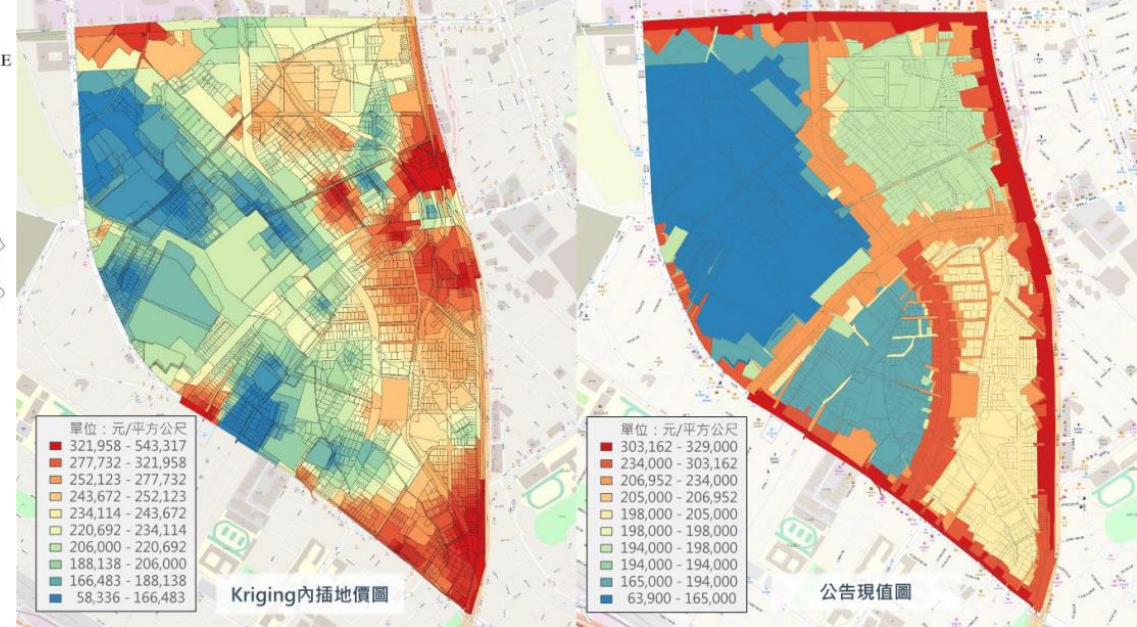 E
單位：元/平方公尺
321,958 - 543,317
277,732 - 321,958
252,123 - 277,732
243,672 - 252,123
234,114 - 243,672
220,692 - 234,114
206,000 - 220,692
188,138 - 206,000
166,483 - 188,138
58,336 - 166,483
Kriging內插地價圖
單位：元/平方公尺
303,162 - 329,000
234,000 - 303,162
206,952 - 234,000
205,000 - 206,952
198,000 - 205,000
198,000 - 198,000
194,000 - 198,000
194,000 - 194,000
165,000 - 194,000
63,900 - 165,000
公告現值圖